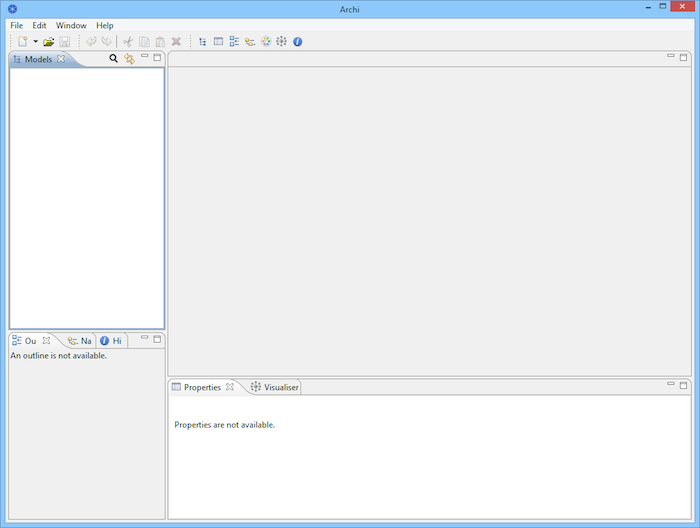 Archi
File Edit Window Help
Models
Ou Na Hi
An outline is not available.
Properties Visualiser
Properties are not available.